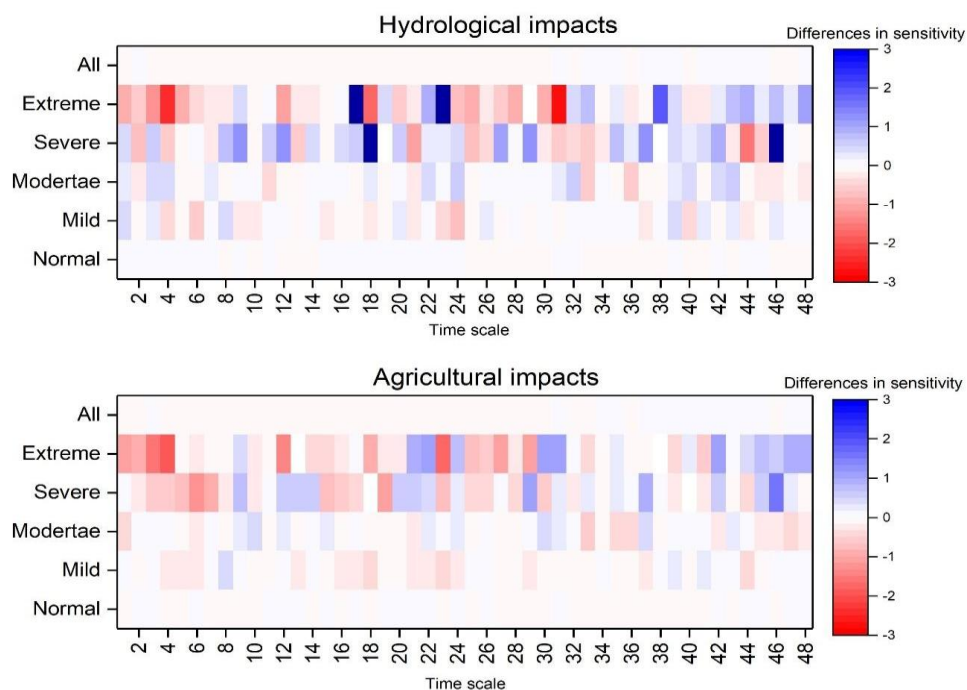 Hydrological impacts
Differences in sensitivity
All
Extreme
Severe
Modertae
Mild
Normal
3
2
1
0
-1
-2
-3
2 4 6 8 10 12 14 16 18 20 22 24 26 28 30 32 34 36 38 40 42 44 46 48
Time scale
Agricultural impacts
Differences in sensitivity
All
Extreme
Severe
Modertae
Mild
Normal
3
2
1
0
-1
-2
-3
2 4 6 8 10 12 14 16 18 20 22 24 26 28 30 32 34 36 38 40 42 44 46 48
Time scale